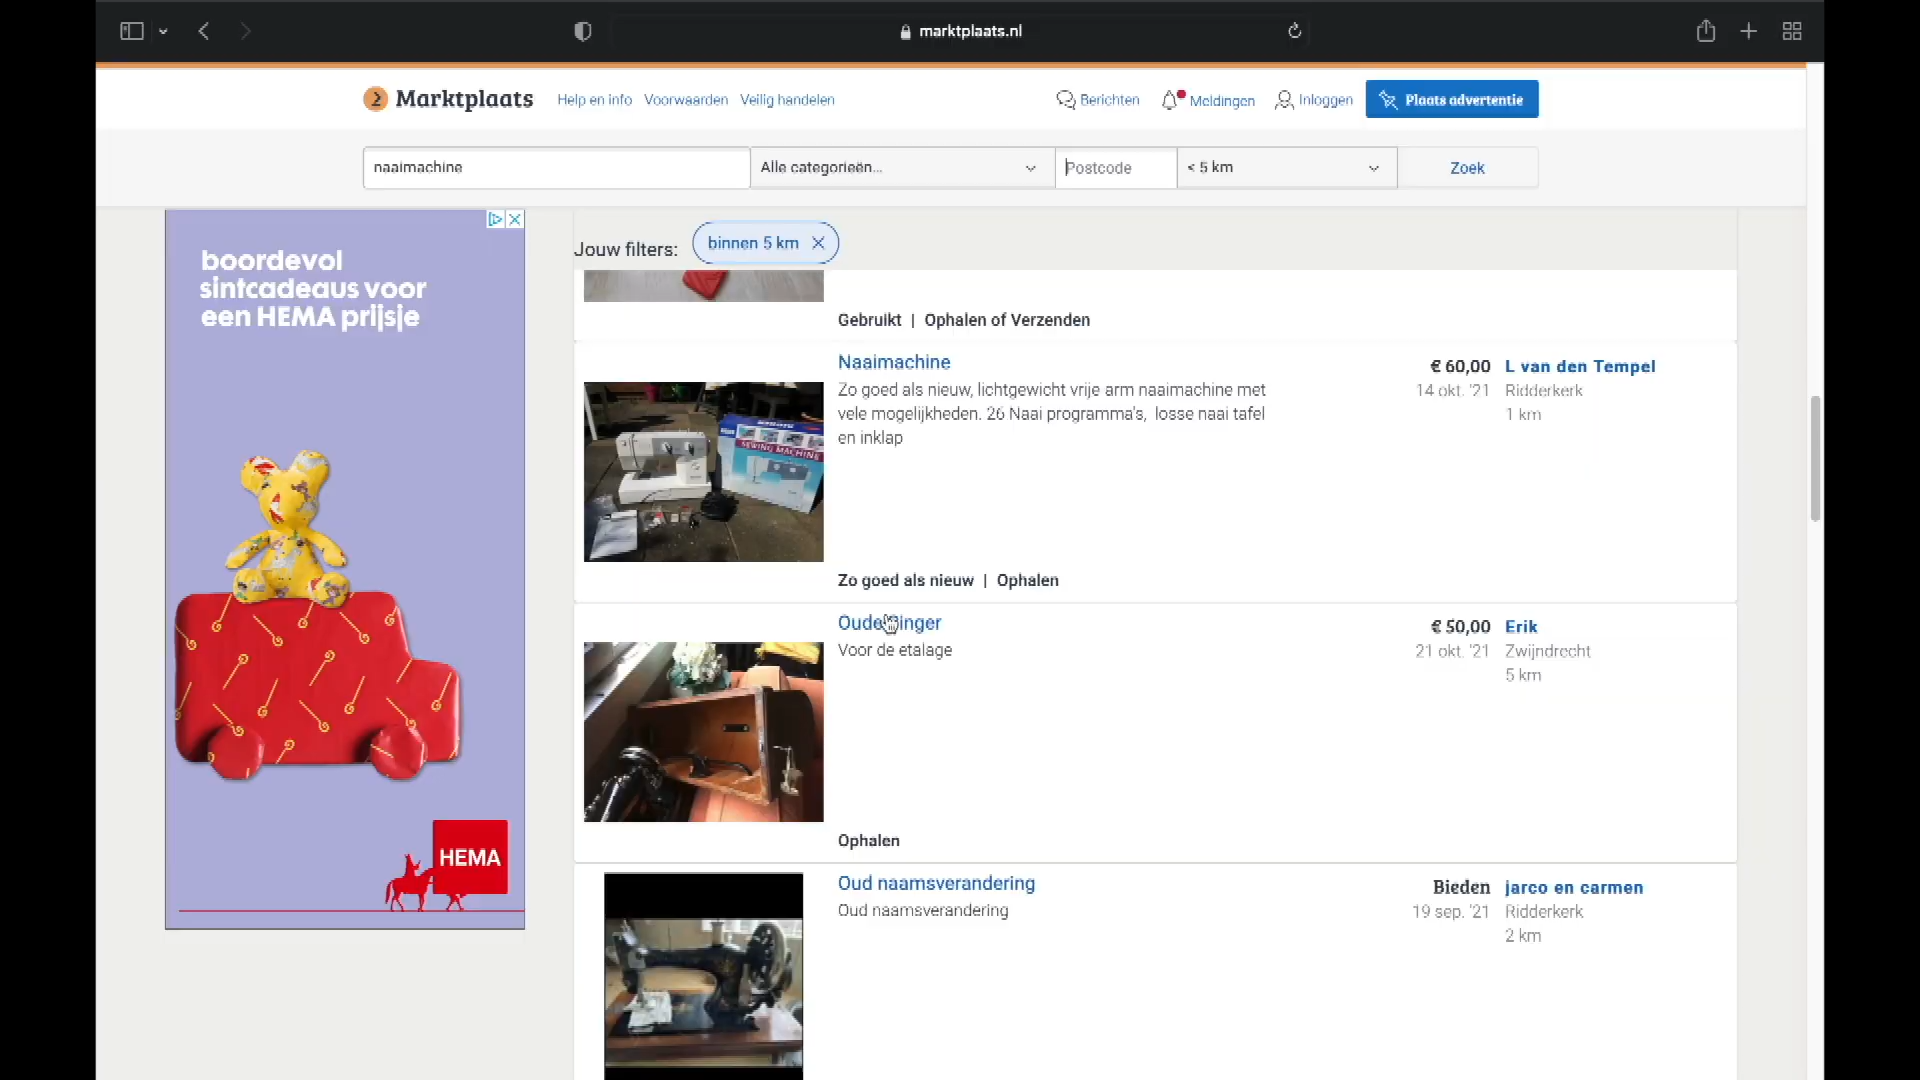 marktplaats.nl
Marktplaats
Help en info Voorwaarden Veilig handelen
Berichten Meldingen Inloggen Plaats advertentie
naaimachine
Alle categorieën...
Postcode
< 5 km
Zoek
boordevol
sintcadeaus voor
een HEMA prijsje
HEMA
Jouw filters: binnen 5 km
Gebruikt | Ophalen of Verzenden
Naaimachine
€ 60,00 L van den Tempel
Zo goed als nieuw, lichtgewicht vrije arm naaimachine met
14 okt. '21 Ridderkerk
vele mogelijkheden. 26 Naai programma's, losse naai tafel
1 km
en inklap
SEWING MACHINE
Zo goed als nieuw | Ophalen
Oude Singer
€ 50,00 Erik
Voor de etalage
21 okt. '21 Zwijndrecht
5 km
Ophalen
Oud naamsverandering
Bieden jarco en carmen
Oud naamsverandering
19 sep. '21 Ridderkerk
2 km